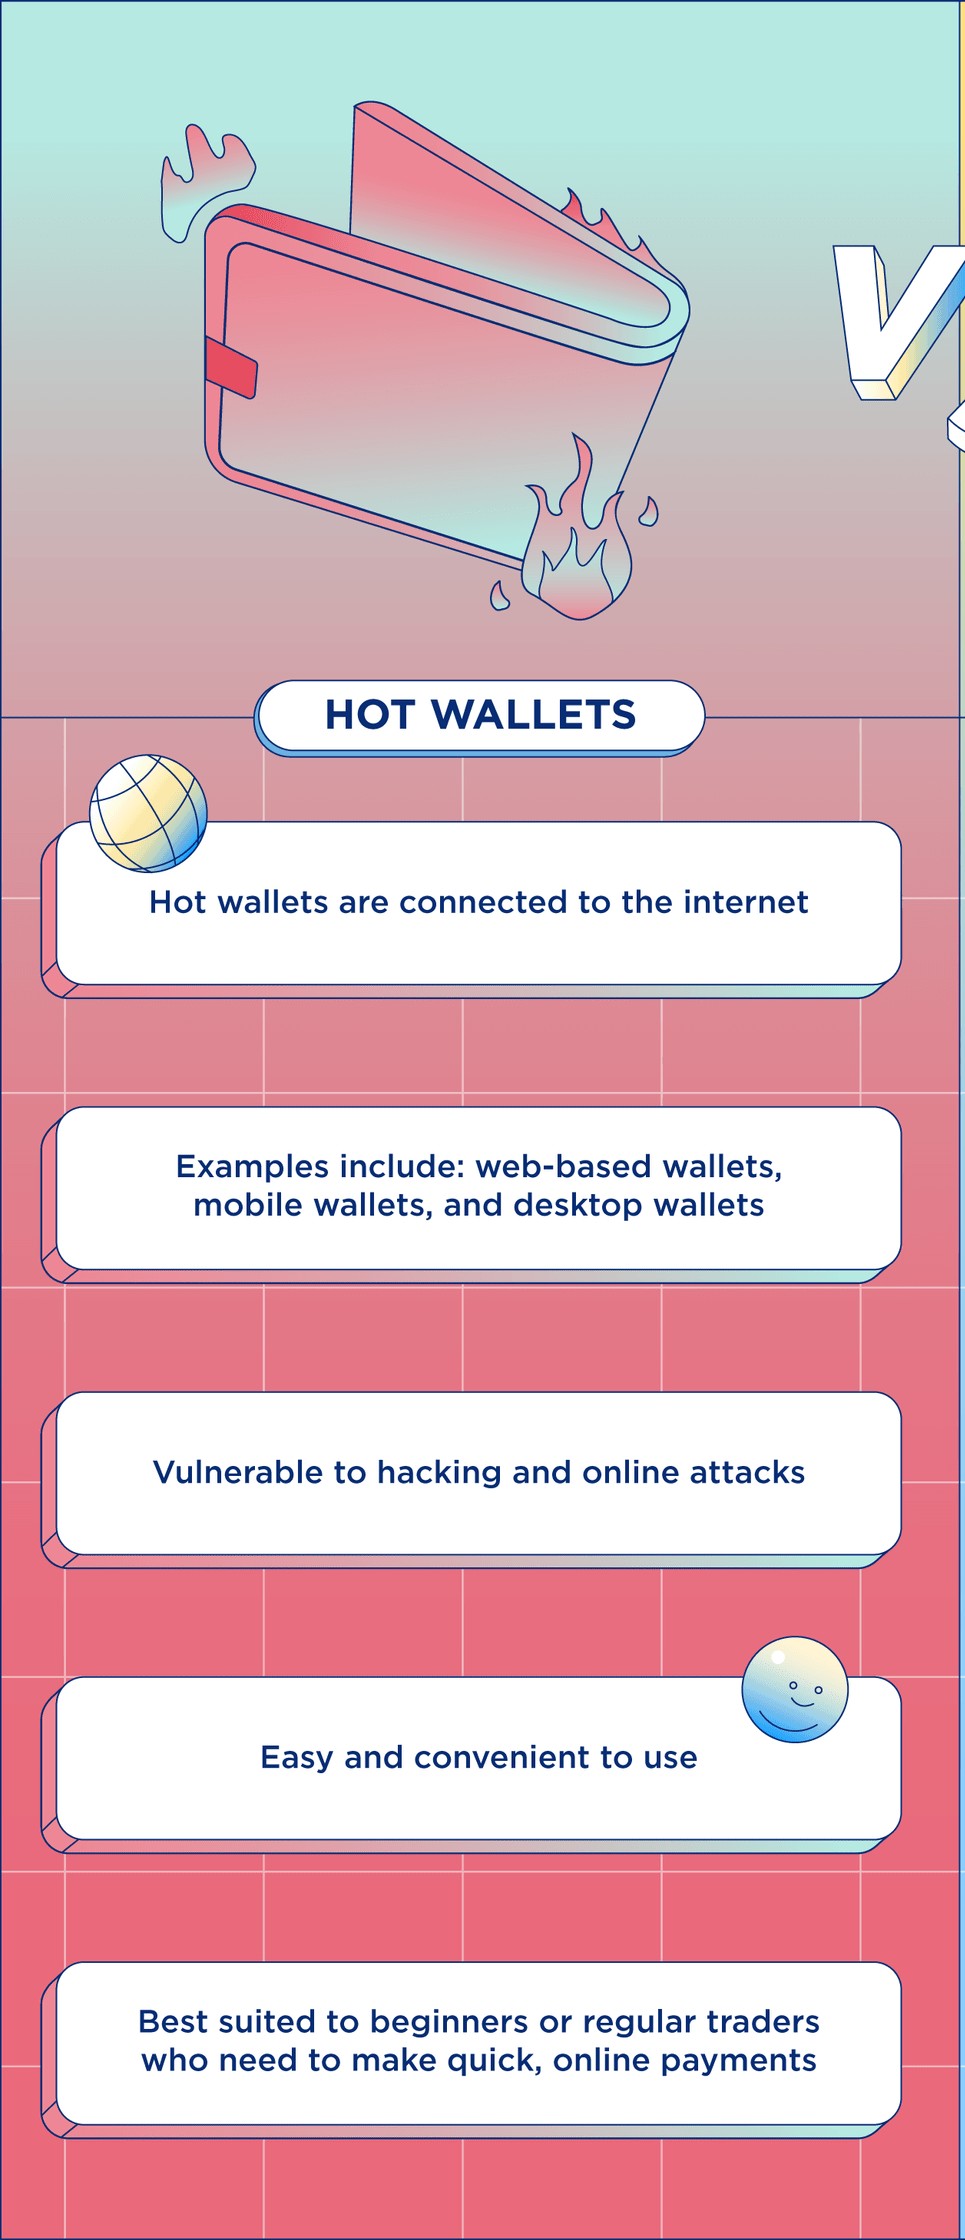 V
HOT WALLETS
Hot wallets are connected to the internet
Examples include: web-based wallets,
mobile wallets, and desktop wallets
Vulnerable to hacking and online attacks
Easy and convenient to use
Best suited to beginners or regular traders
who need to make quick, online payments